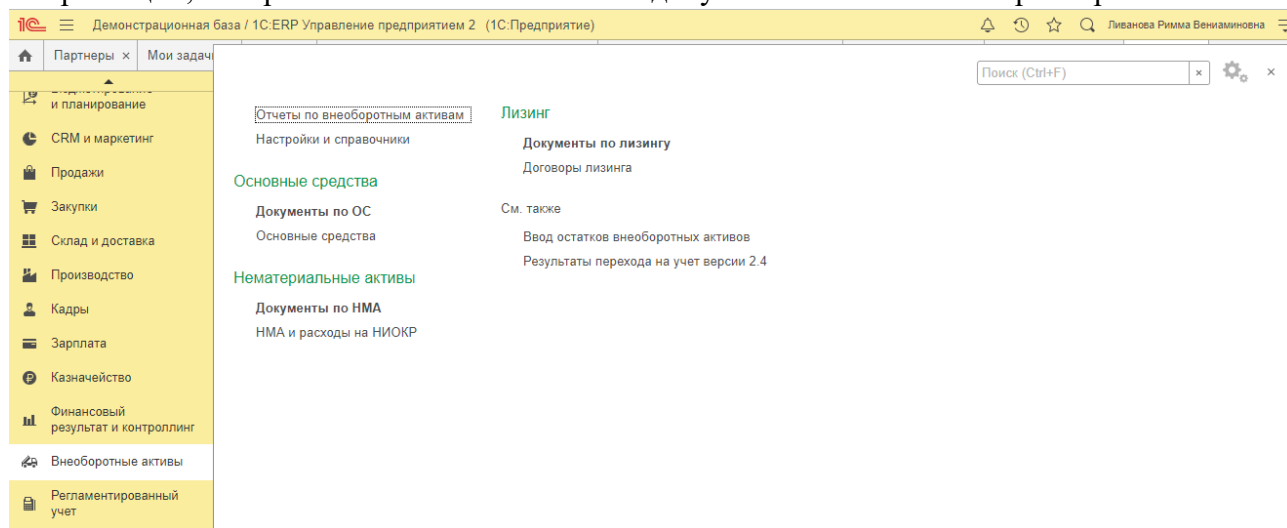 1С Демонстрационная база / 1С:ERP Управление предприятием 2 (1С:Предприятие) Ливанова Римма Вениаминовна
Партнеры × Мои задачи
Поиск (Ctrl+F) × ×
и планирование
CRM и маркетинг
Продажи
Закупки
Склад и доставка
Производство
Кадры
Зарплата
Казначейство
Финансовый
результат и контроллинг
Внеоборотные активы
Регламентированный
учет
Отчеты по внеоборотным активам
Настройки и справочники
Основные средства
Документы по ОС
Основные средства
Нематериальные активы
Документы по НМА
НМА и расходы на НИОКР
Лизинг
Документы по лизингу
Договоры лизинга
См. также
Ввод остатков внеоборотных активов
Результаты перехода на учет версии 2.4